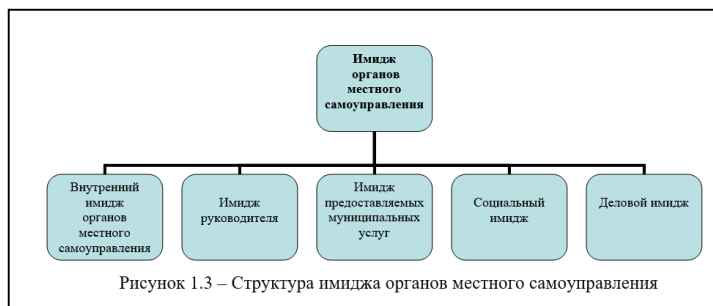 Имидж
органов
местного
самоуправления
Внутренний
имидж
органов
местного
самоуправления
Имидж
руководителя
Имидж
предоставляемых
муниципальных
услуг
Социальный
имидж
Деловой имидж
Рисунок 1.3 – Структура имиджа органов местного самоуправления